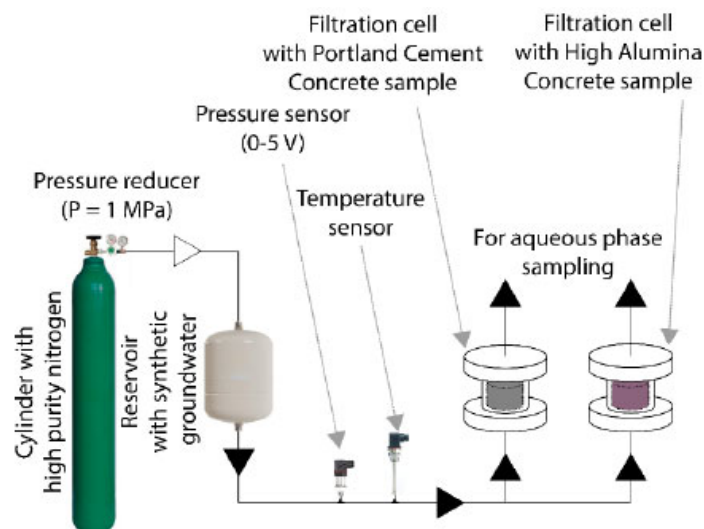 Filtration cell
with Portland Cement
Concrete sample
Filtration cell
with High Alumina
Concrete sample
Pressure sensor
(0-5 V)
Pressure reducer
(P = 1 MPa)
Temperature
sensor
For aqueous phase
sampling
Cylinder with
high purity nitrogen
Reservoir
with synthetic
groundwater